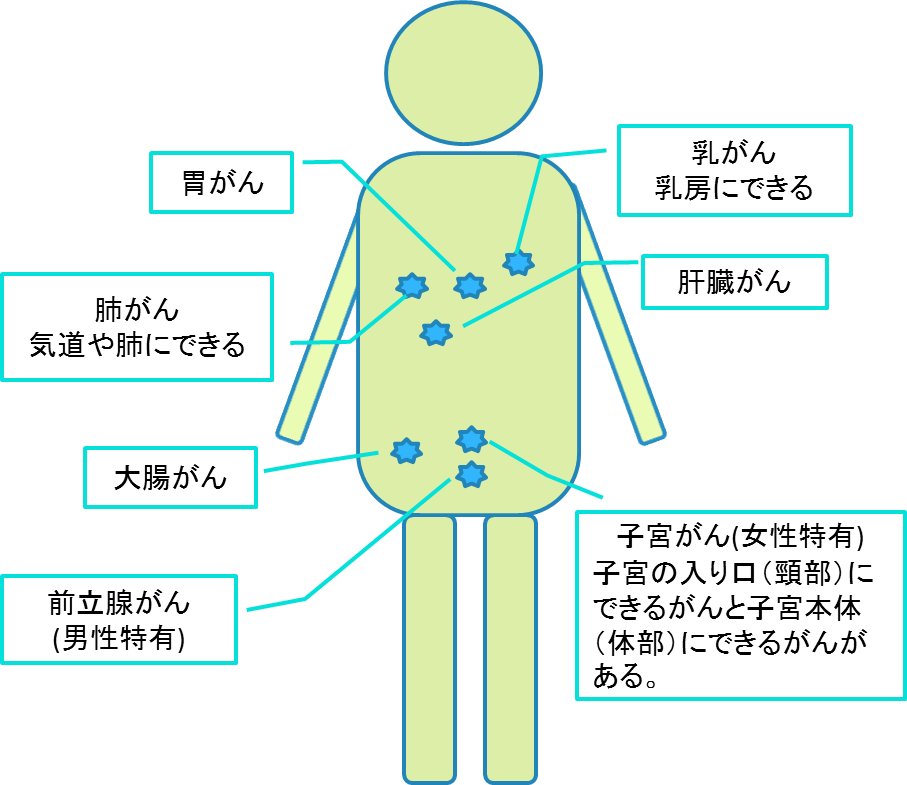 胃がん
乳がん
乳房にできる
肝臓がん
肺がん
気道や肺にできる
大腸がん
子宮がん(女性特有)
子宮の入り口（頸部）に
できるがんと子宮本体
（体部）にできるがんが
ある。
前立腺がん
(男性特有)